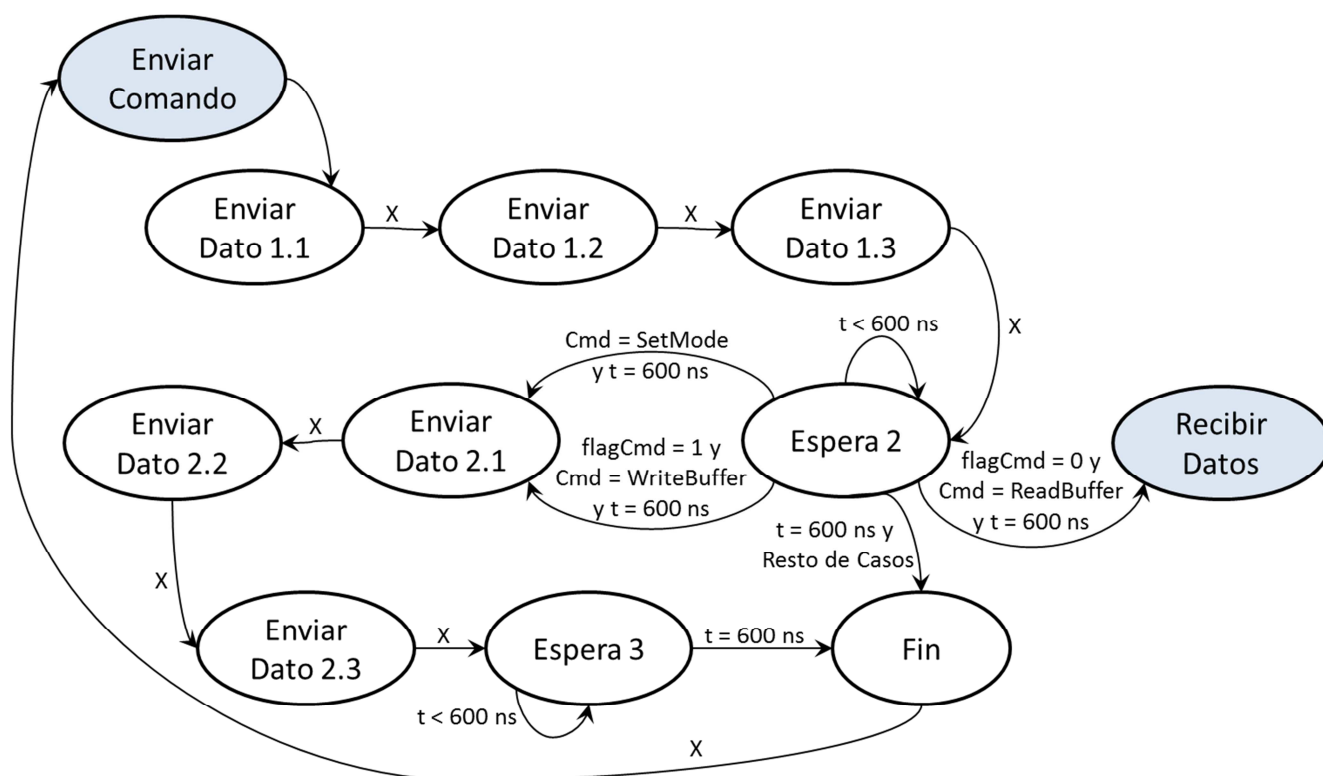 Enviar
Comando
Enviar
Dato 1.1
X
Enviar
Dato 1.2
X
Enviar
Dato 1.3
X
t < 600 ns
Cmd = SetMode
y t = 600 ns
Enviar
Dato 2.2
X
Enviar
Dato 2.1
flagCmd = 1 y
Cmd = WriteBuffer
y t = 600 ns
Espera 2
flagCmd = 0 y
Cmd = ReadBuffer
y t = 600 ns
Recibir
Datos
t = 600 ns y
Resto de Casos
X
Enviar
Dato 2.3
X
Espera 3
t = 600 ns
Fin
t < 600 ns
X